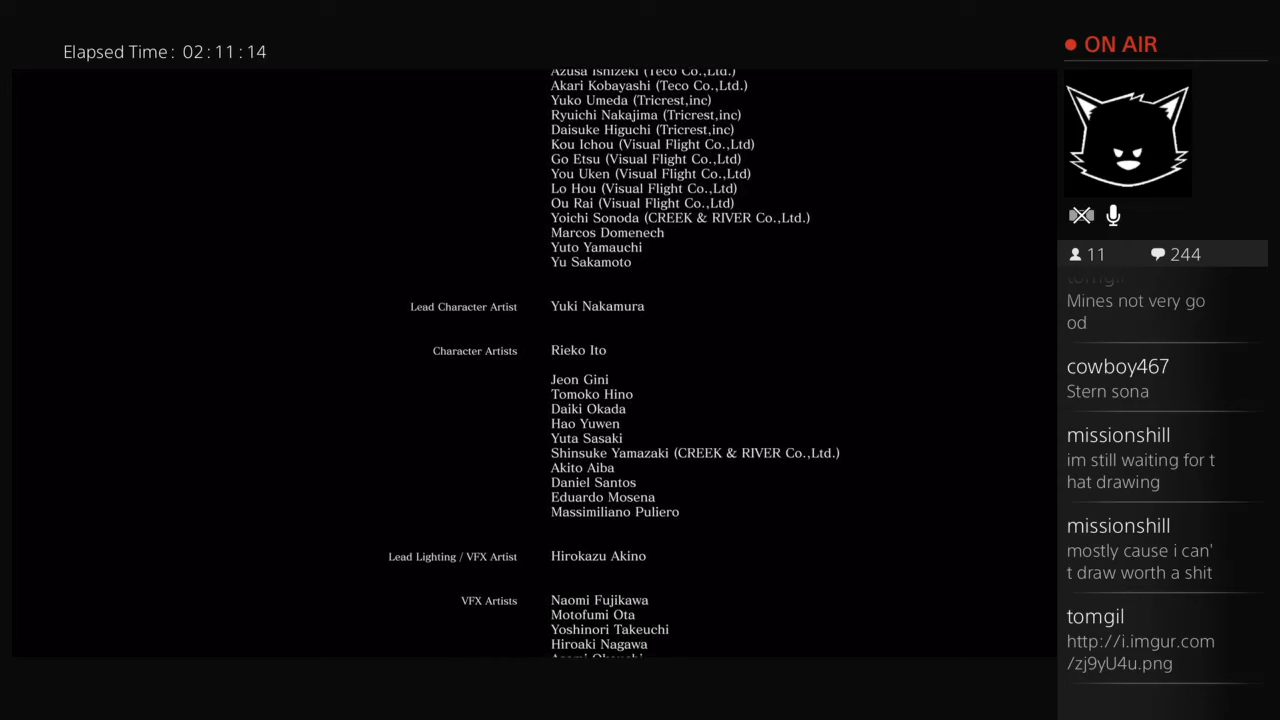 Elapsed Time: 02:11:14
ON AIR
Azusa Ishizeki (Teco Co.,Ltd.)
Akari Kobayashi (Teco Co.,Ltd.)
Yuko Umeda (Tricrest,inc)
Ryuichi Nakajima (Tricrest,inc)
Daisuke Higuchi (Tricrest,inc)
Kou Ichou (Visual Flight Co.,Ltd)
Go Etsu (Visual Flight Co.,Ltd)
You Uken (Visual Flight Co.,Ltd)
Lo Hou (Visual Flight Co.,Ltd)
Ou Rai (Visual Flight Co.,Ltd)
Yoichi Sonoda (CREEK & RIVER Co.,Ltd.)
Marcos Domenech
Yuto Yamauchi
Yu Sakamoto
Lead Character Artist Yuki Nakamura
Character Artists Rieko Ito
Jeon Gini
Tomoko Hino
Daiki Okada
Hao Yuwen
Yuta Sasaki
Shinsuke Yamazaki (CREEK & RIVER Co.,Ltd.)
Akito Aiba
Daniel Santos
Eduardo Mosena
Massimiliano Puliero
Lead Lighting / VFX Artist Hirokazu Akino
VFX Artists Naomi Fujikawa
Motofumi Ota
Yoshinori Takeuchi
Hiroaki Nagawa
11 244
tomgil
Mines not very go
od
cowboy467
Stern sona
missionshill
im still waiting for t
hat drawing
missionshill
mostly cause i can'
t draw worth a shit
tomgil
http://i.imgur.com
/zj9yU4u.png